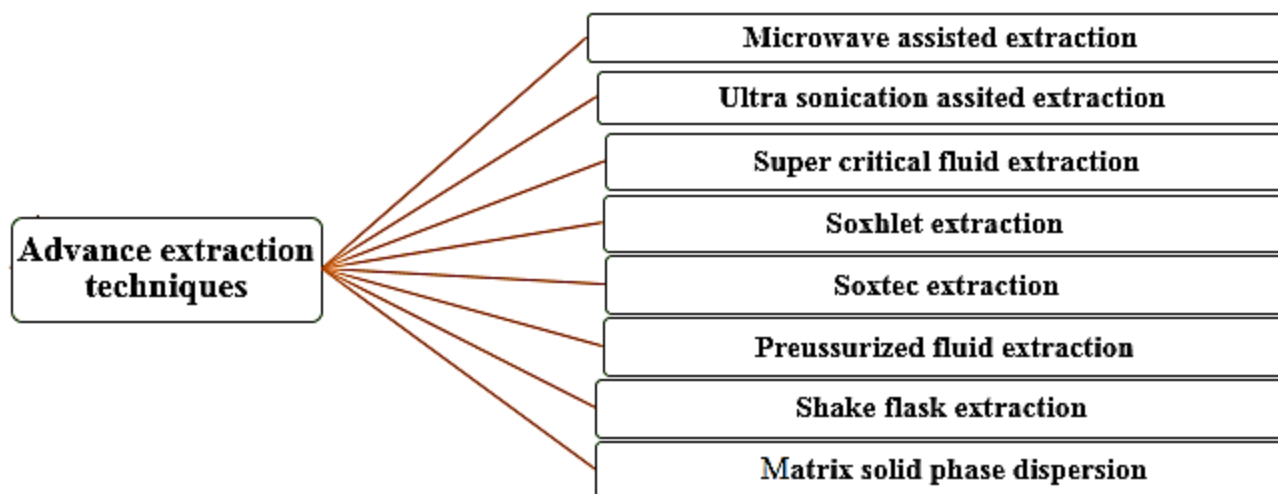 Microwave assisted extraction
Ultra sonication assited extraction
Super critical fluid extraction
Soxhlet extraction
Advance extraction
techniques
Soxtec extraction
Preussurized fluid extraction
Shake flask extraction
Matrix solid phase dispersion